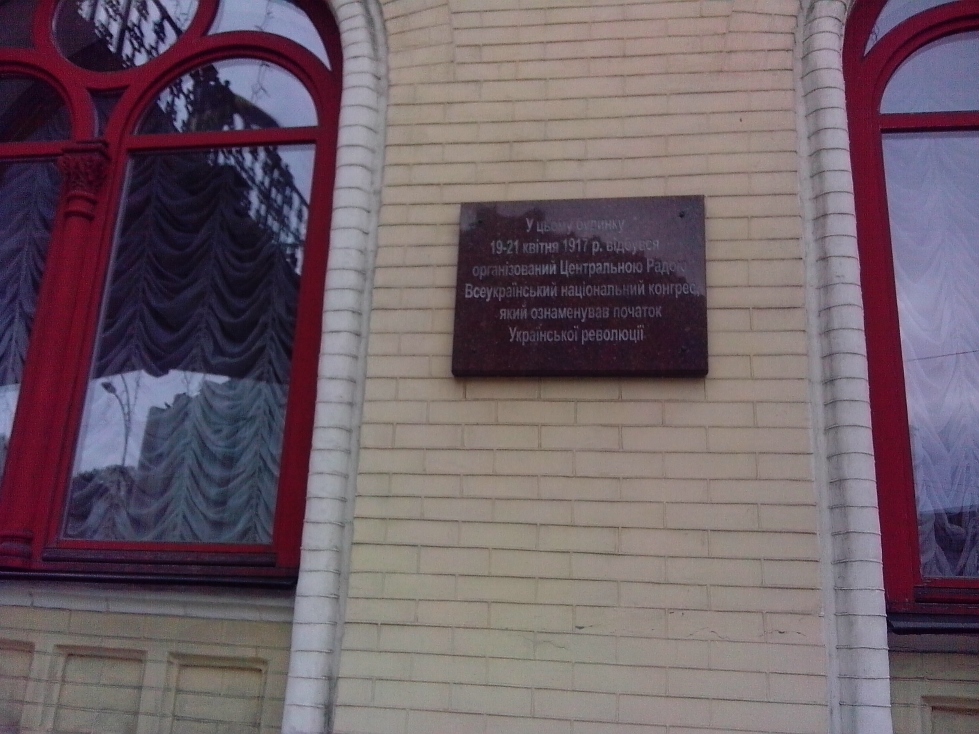 У цьому будинку
19-21 квітня 1917 р. відбувся
організований Центральною Радою
Всеукраїнський національний конгрес,
який ознаменував початок
Української революції